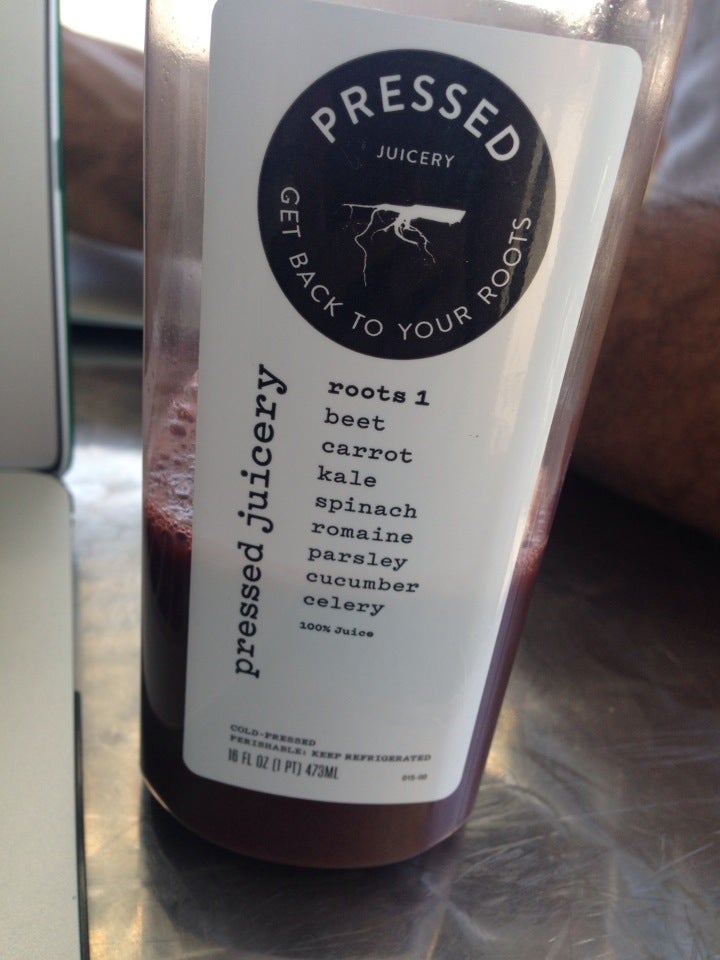 PRESSED
JUICERY
GET BACK TO YOUR ROOTS
pressed juicery
roots 1
beet
carrot
kale
spinach
romaine
parsley
cucumber
celery
100% Juice
COLD-PRESSED
PERISHABLE: KEEP REFRIGERATED
16 FL OZ (1 PT) 473ML